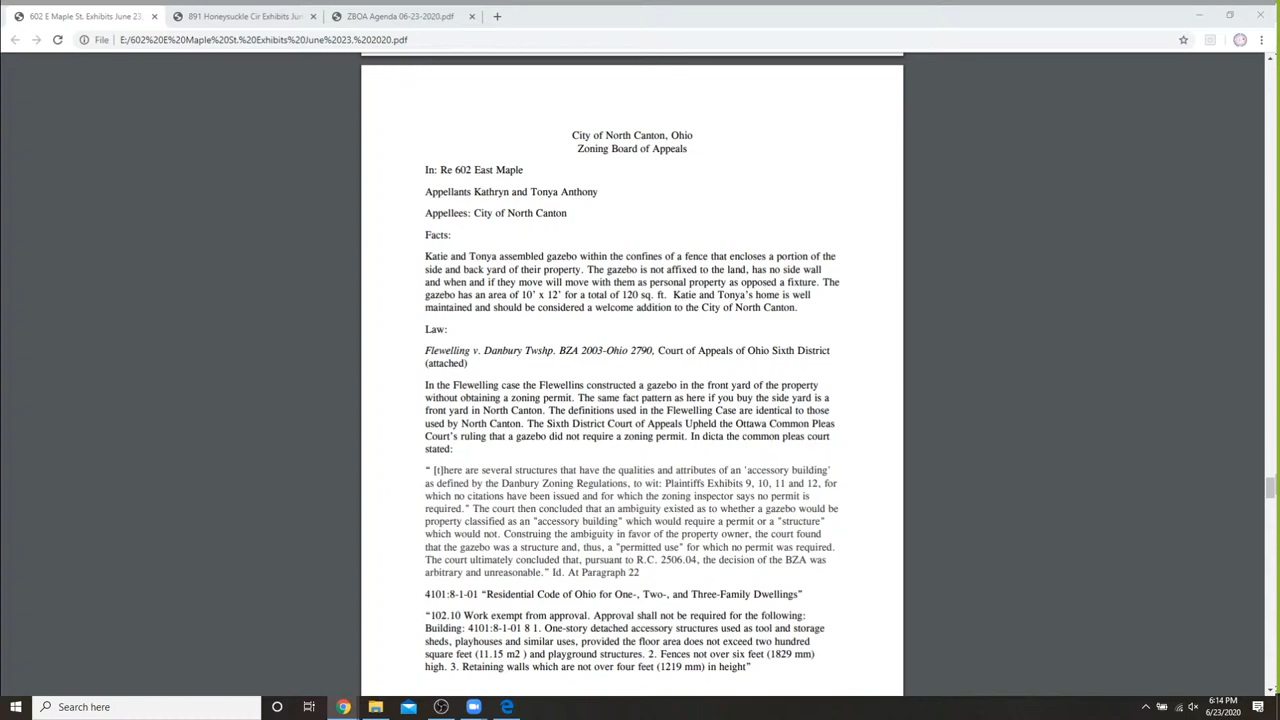 602 E Maple St. Exhibits June 23,
891 Honeysuckle Cir Exhibits Jun
ZBOA Agenda 06-23-2020.pdf
File
E:/602%20E%20Maple%20St.%20Exhibits%20June%2023.%202020.pdf
City of North Canton, Ohio
Zoning Board of Appeals
In: Re 602 East Maple
Appellants Kathryn and Tonya Anthony
Appellees: City of North Canton
Facts:
Katie and Tonya assembled gazebo within the confines of a fence that encloses a portion of the
side and back yard of their property. The gazebo is not affixed to the land, has no side wall
and when and if they move will move with them as personal property as opposed a fixture. The
gazebo has an area of 10’ x 12’ for a total of 120 sq. ft. Katie and Tonya’s home is well
maintained and should be considered a welcome addition to the City of North Canton.
Law:
Flewelling v. Danbury Twshp. BZA 2003-Ohio 2790, Court of Appeals of Ohio Sixth District
(attached)
In the Flewelling case the Flewellins constructed a gazebo in the front yard of the property
without obtaining a zoning permit. The same fact pattern as here if you buy the side yard is a
front yard in North Canton. The definitions used in the Flewelling Case are identical to those
used by North Canton. The Sixth District Court of Appeals Upheld the Ottawa Common Pleas
Court’s ruling that a gazebo did not require a zoning permit. In dicta the common pleas court
stated:
“ [t]here are several structures that have the qualities and attributes of an 'accessory building'
as defined by the Danbury Zoning Regulations, to wit: Plaintiffs Exhibits 9, 10, 11 and 12, for
which no citations have been issued and for which the zoning inspector says no permit is
required." The court then concluded that an ambiguity existed as to whether a gazebo would be
property classified as an "accessory building" which would require a permit or a "structure"
which would not. Construing the ambiguity in favor of the property owner, the court found
that the gazebo was a structure and, thus, a "permitted use" for which no permit was required.
The court ultimately concluded that, pursuant to R.C. 2506.04, the decision of the BZA was
arbitrary and unreasonable.” Id. At Paragraph 22
4101:8-1-01 “Residential Code of Ohio for One-, Two-, and Three-Family Dwellings”
“102.10 Work exempt from approval. Approval shall not be required for the following:
Building: 4101:8-1-01 8 1. One-story detached accessory structures used as tool and storage
sheds, playhouses and similar uses, provided the floor area does not exceed two hundred
square feet (11.15 m2 ) and playground structures. 2. Fences not over six feet (1829 mm)
high. 3. Retaining walls which are not over four feet (1219 mm) in height”
Search here
6:14 PM
6/23/2020